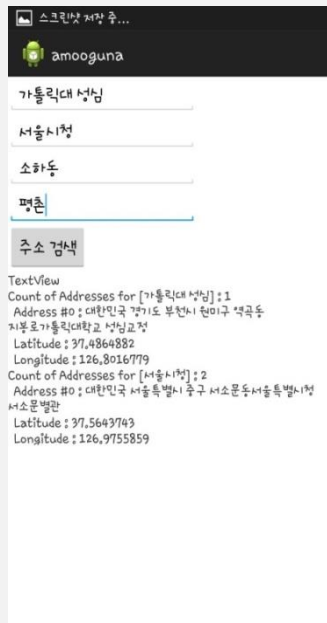 스크린샷 저장 중...
amooguna
가톨릭대 성심
서울시청
소하동
평촌
주소 검색
TextView
Count of Addresses for [가톨릭대 성심] : 1
Address #0 : 대한민국 경기도 부천시 원미구 역곡동
지봉로가톨릭대학교 성심교정
Latitude : 37.4864882
Longitude : 126.8016779
Count of Addresses for [서울시청] : 2
Address #0 : 대한민국 서울특별시 중구 서소문동서울특별시청
서소문별관
Latitude : 37.5643743
Longitude : 126.9755859